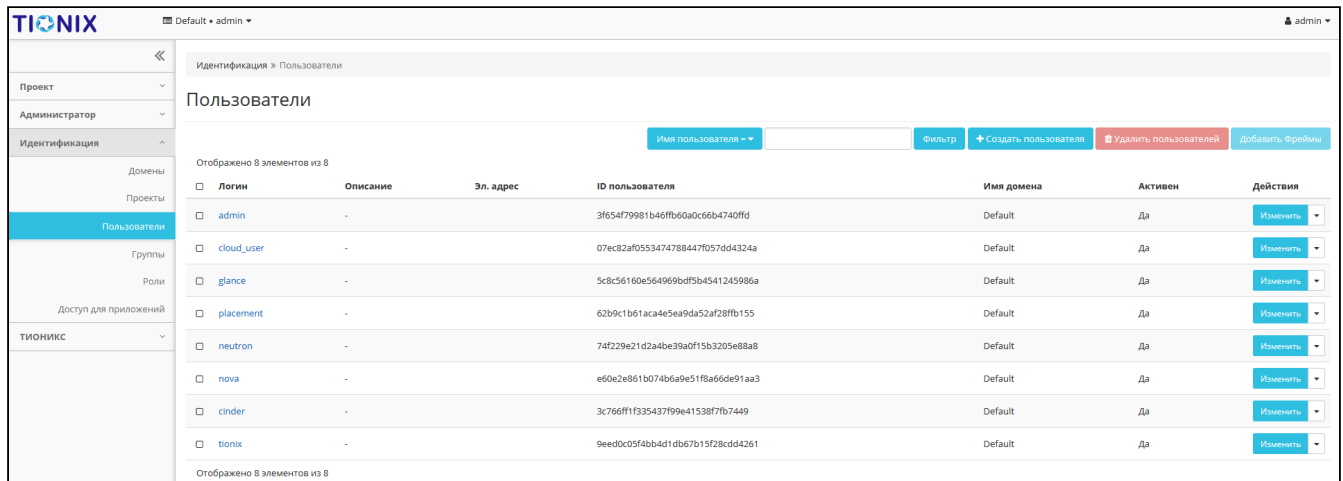 TIONIX
Default • admin
admin
Идентификация » Пользователи
Проект
Администратор
Идентификация
Домены
Проекты
Пользователи
Группы
Роли
Доступ для приложений
ТИОНИКС
Пользователи
Имя пользователя =
Фильтр
+ Создать пользователя
Удалить пользователей
Добавить Фреймы
Отображено 8 элементов из 8
Логин Описание Эл. адрес ID пользователя Имя домена Активен Действия
admin - 3f654f79981b46ffb60a0c66b4740ffd Default Да Изменить
cloud_user - 07ec82af0553474788447f057dd4324a Default Да Изменить
glance - 5c8c56160e564969bdf5b4541245986a Default Да Изменить
placement - 62b9c1b61aca4e5ea9da52af28ffb155 Default Да Изменить
neutron - 74f229e21d2a4be39a0f15b3205e88a8 Default Да Изменить
nova - e60e2e861b074b6a9e51f8a66de91aa3 Default Да Изменить
cinder - 3c766ff1f335437f99e41538f7fb7449 Default Да Изменить
tionix - 9eed0c05f4bb4d1db67b15f28cdd4261 Default Да Изменить
Отображено 8 элементов из 8